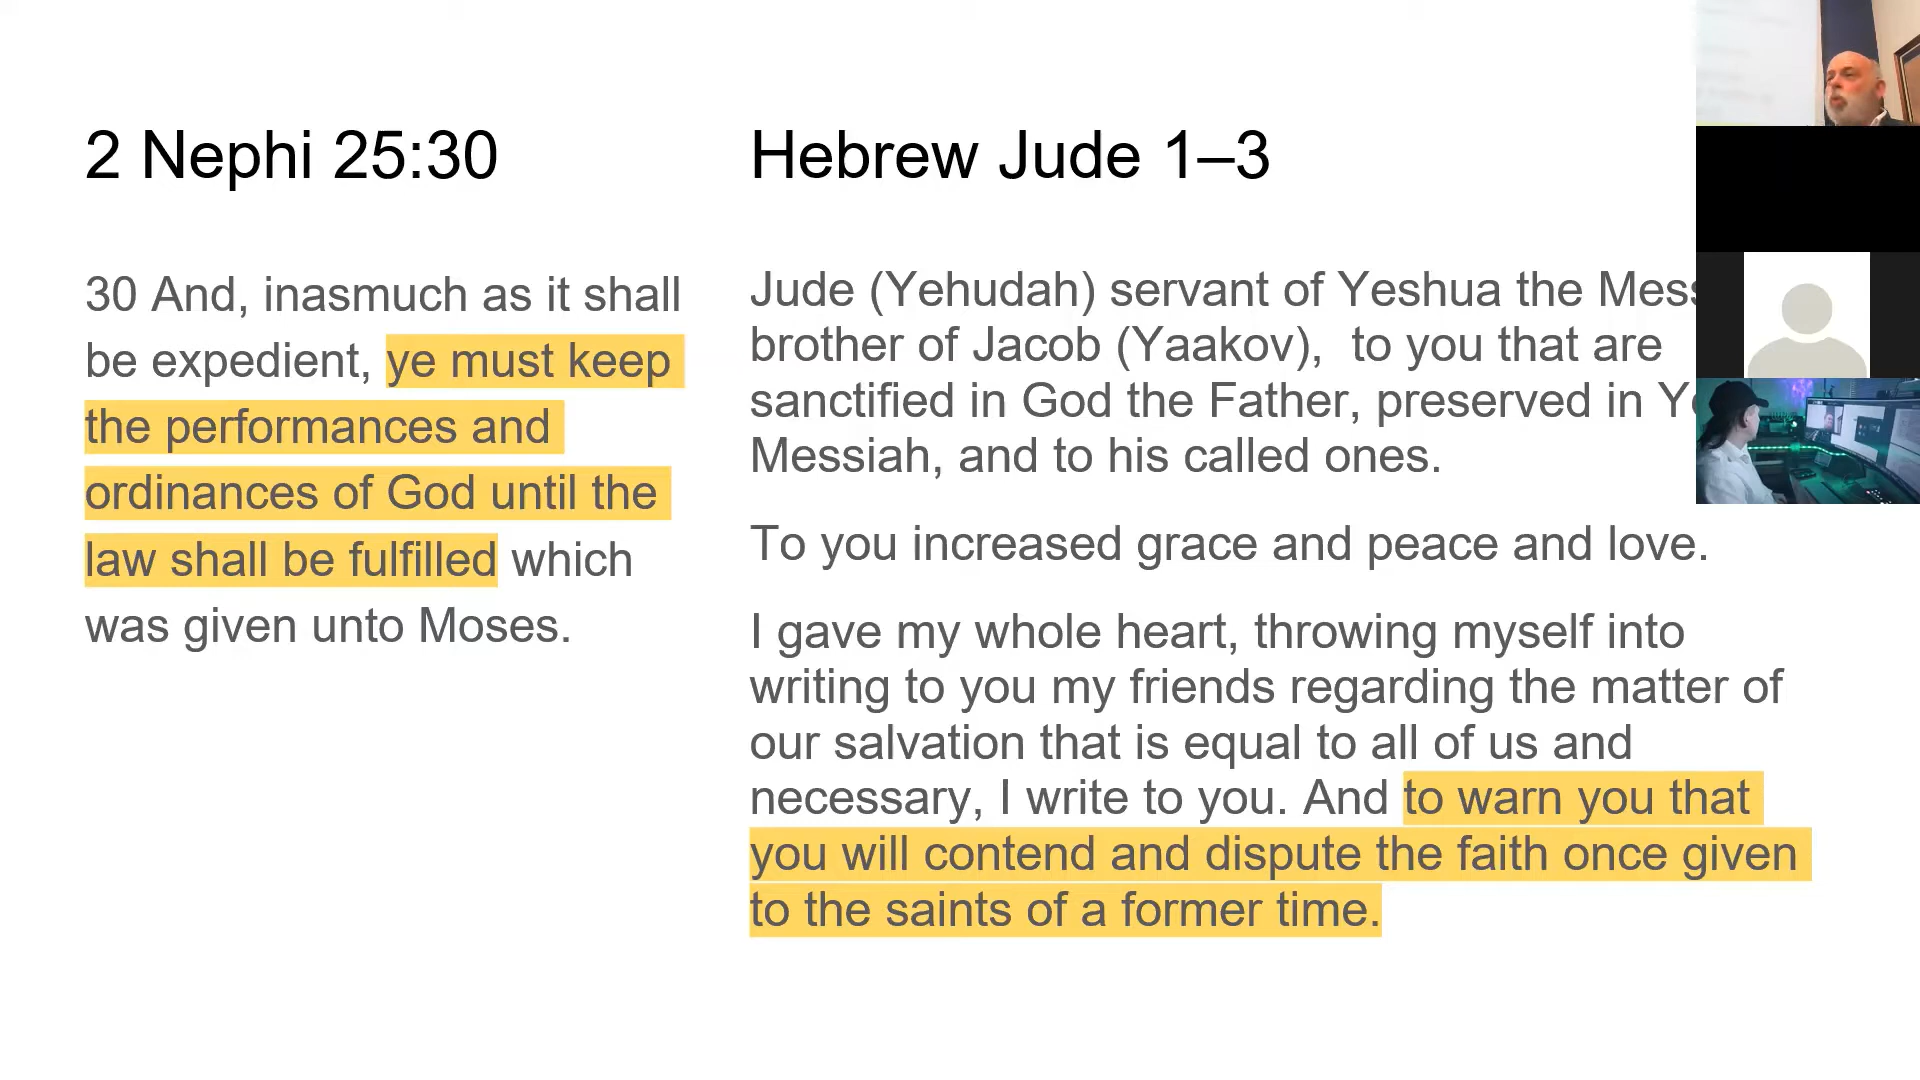 2 Nephi 25:30
30 And, inasmuch as it shall
be expedient, ye must keep
the performances and
ordinances of God until the
law shall be fulfilled which
was given unto Moses.
Hebrew Jude 1–3
Jude (Yehudah) servant of Yeshua the
brother of Jacob (Yaakov),  to you that are
sanctified in God the Father, preserved in
Messiah, and to his called ones.
To you increased grace and peace and love.
I gave my whole heart, throwing myself into
writing to you my friends regarding the matter of
our salvation that is equal to all of us and
necessary, I write to you. And to warn you that
you will contend and dispute the faith once given
to the saints of a former time.